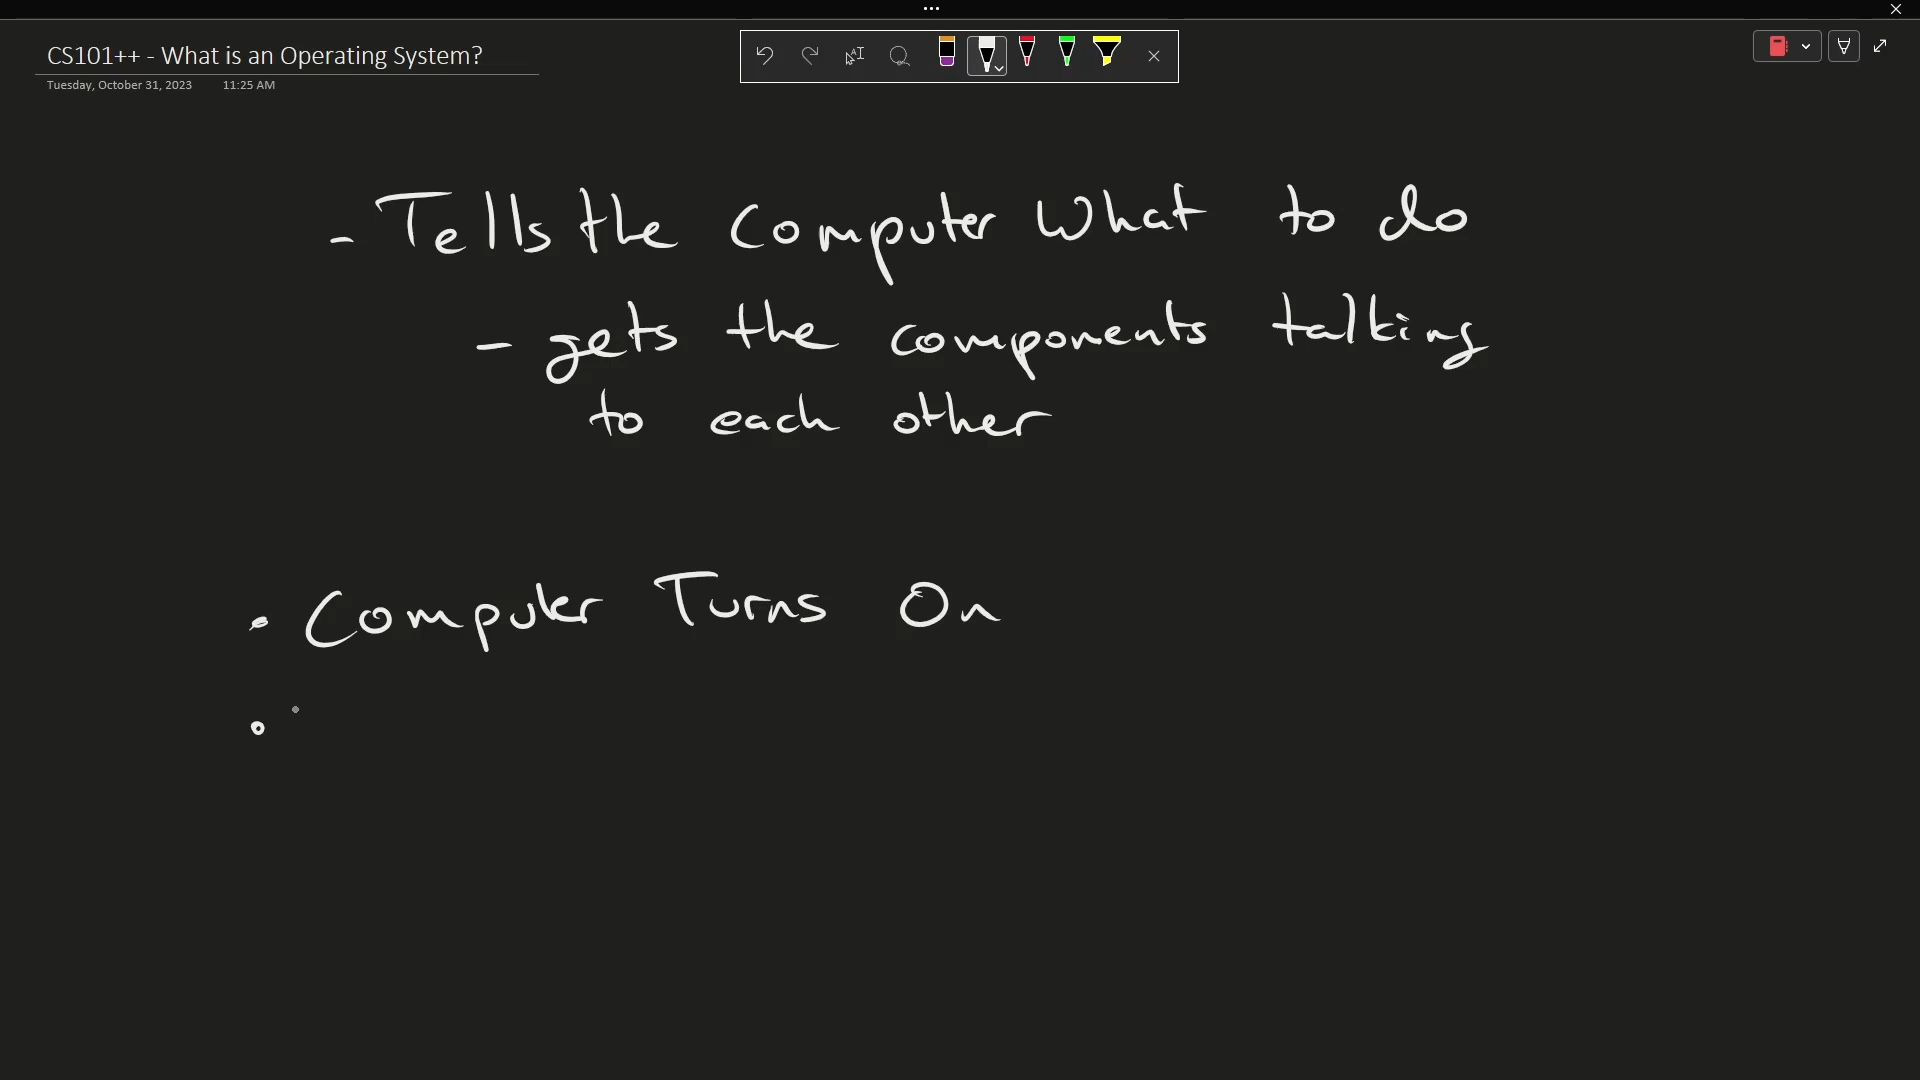 CS101++ - What is an Operating System?
Tuesday, October 31, 2023 11:25 AM
- Tells the Computer What to do
- gets the components talking
to each other
• Computer Turns On
•